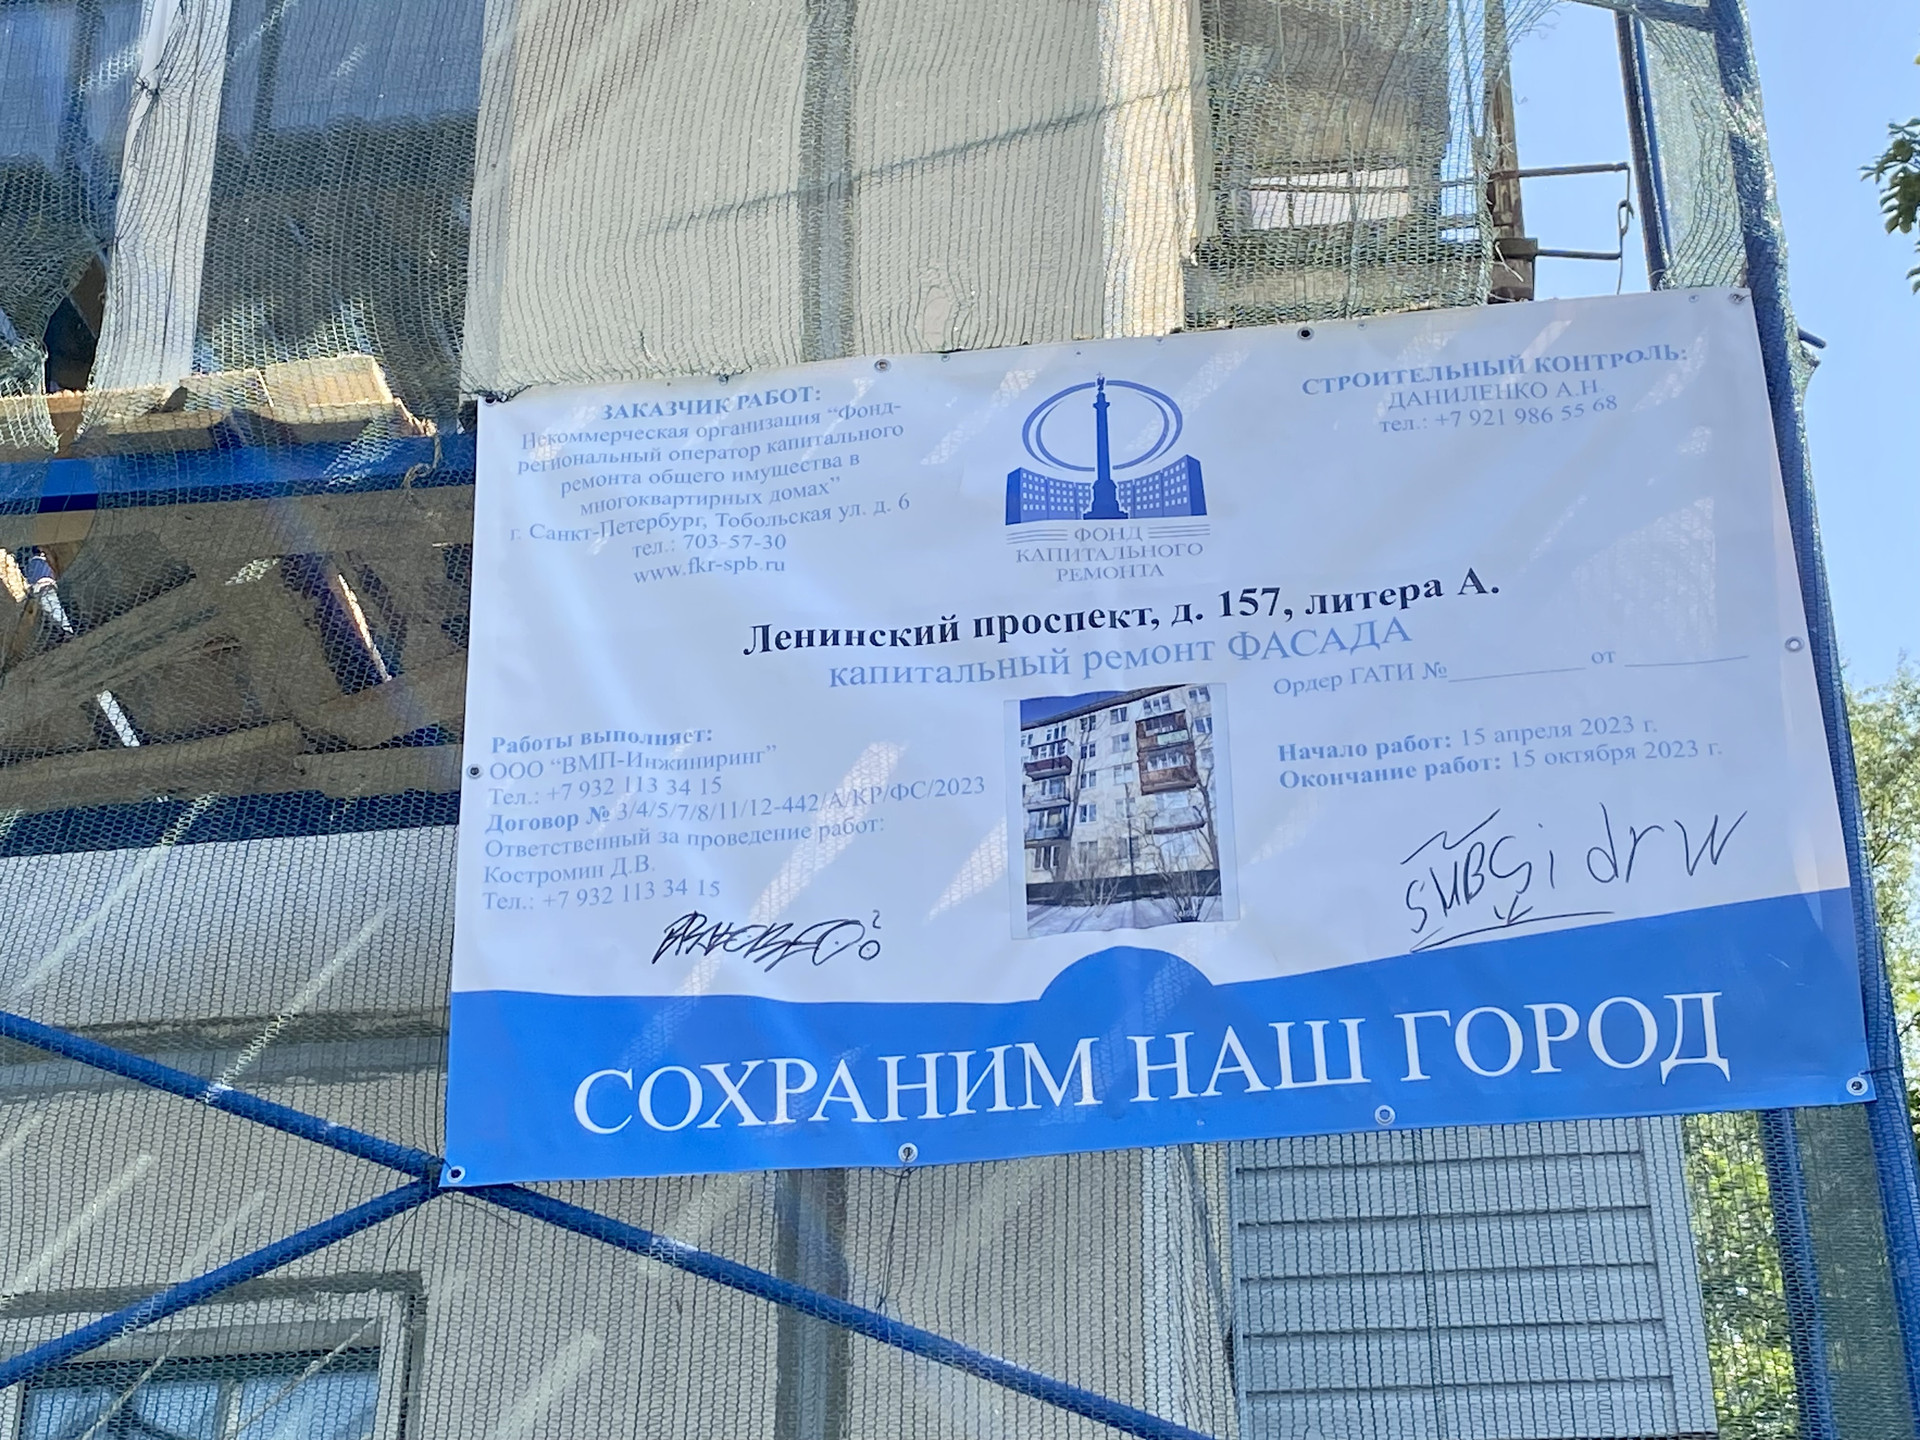 ЗАКАЗЧИК РАБОТ:
Некоммерческая организация “Фонд-
региональный оператор капитального
ремонта общего имущества в
многоквартирных домах”
г. Санкт-Петербург, Тобольская ул. д. 6
тел.: 703-57-30
www.fkr-spb.ru
ФОНД
КАПИТАЛЬНОГО
РЕМОНТА
СТРОИТЕЛЬНЫЙ КОНТРОЛЬ:
ДАНИЛЕНКО А.Н.
тел.: +7 921 986 55 68
Ленинский проспект, д. 157, литера А.
капитальный ремонт ФАСАДА
Ордер ГАТИ №__________ от _________
Работы выполняет:
ООО “ВМП-Инжиниринг”
Тел.: +7 932 113 34 15
Договор № 3/4/5/7/8/11/12-442/А/КР/ФС/2023
Ответственный за проведение работ:
Костромин Д.В.
Тел.: +7 932 113 34 15
Начало работ: 15 апреля 2023 г.
Окончание работ: 15 октября 2023 г.
СОХРАНИМ НАШ ГОРОД